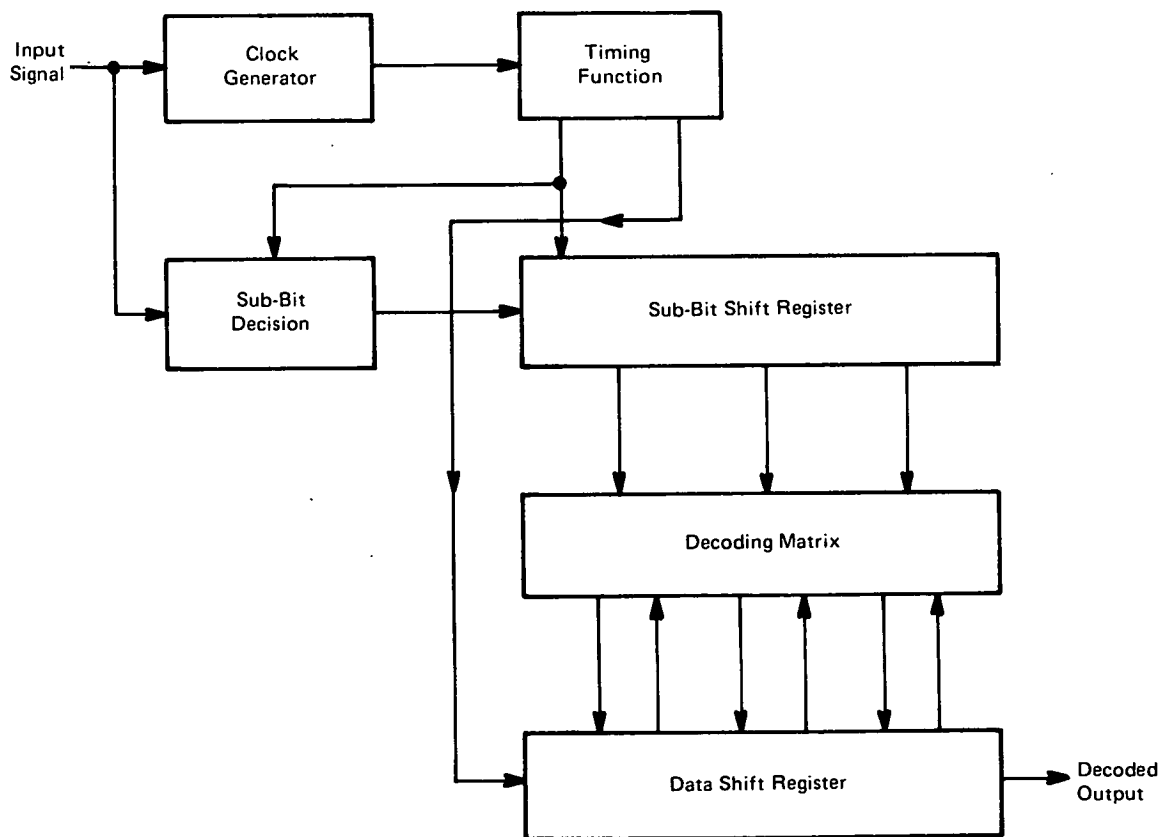 Input
Signal
Clock
Generator
Timing
Function
Sub-Bit
Decision
Sub-Bit Shift Register
Decoding Matrix
Data Shift Register
Decoded
Output